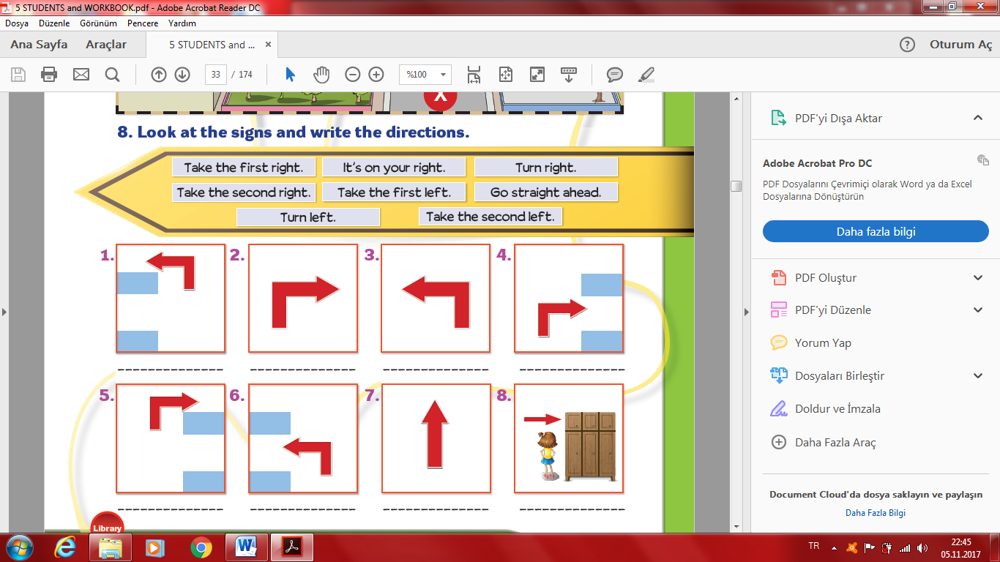 5 STUDENTS and WORKBOOK.pdf - Adobe Acrobat Reader DC
Dosya Düzenle Görünüm Pencere Yardım
Ana Sayfa Araçlar 5 STUDENTS and ... × Oturum Aç
33 / 174 %100
X
8. Look at the signs and write the directions.
Take the first right. It's on your right. Turn right.
Take the second right. Take the first left. Go straight ahead.
Turn left. Take the second left.
1. 2. 3. 4.
5. 6. 7. 8.
Library
PDF'yi Dışa Aktar
Adobe Acrobat Pro DC
PDF Dosyalarını Çevrimiçi olarak Word ya da Excel
Dosyalarına Dönüştürün
Daha fazla bilgi
PDF Oluştur
PDF'yi Düzenle
Yorum Yap
Dosyaları Birleştir
Doldur ve İmzala
Daha Fazla Araç
Document Cloud'da dosya saklayın ve paylaşın
Daha Fazla Bilgi
TR 22:45
05.11.2017